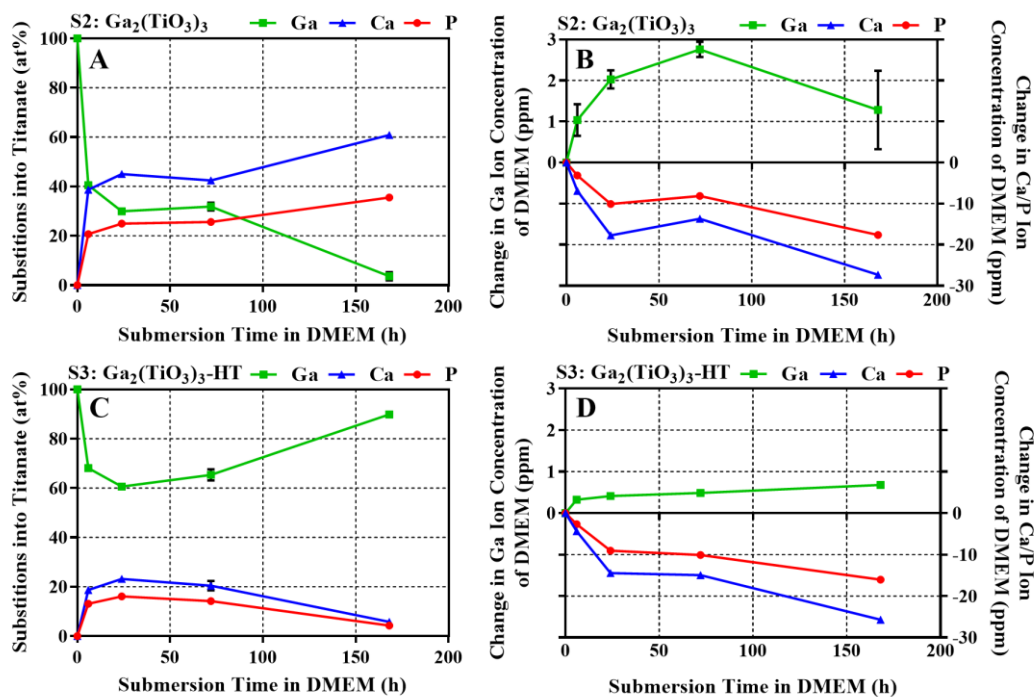 S2: Ga2(TiO3)3 Ga Ca P
A
Substitions into Titanate (at%)
100
80
60
40
20
0
0 50 100 150 200
Submersion Time in DMEM (h)
S2: Ga2(TiO3)3 Ga Ca P
B
Change in Ga Ion Concentration
of DMEM (ppm)
3
2
1
0
0
-10
-20
-30
Change in Ca/P Ion
Concentration of DMEM (ppm)
0 50 100 150 200
Submersion Time in DMEM (h)
S3: Ga2(TiO3)3-HT Ga Ca P
C
Substitions into Titanate (at%)
100
80
60
40
20
0
0 50 100 150 200
Submersion Time in DMEM (h)
S3: Ga2(TiO3)3-HT Ga Ca P
D
Change in Ga Ion Concentration
of DMEM (ppm)
3
2
1
0
0
-10
-20
-30
Change in Ca/P Ion
Concentration of DMEM (ppm)
0 50 100 150 200
Submersion Time in DMEM (h)